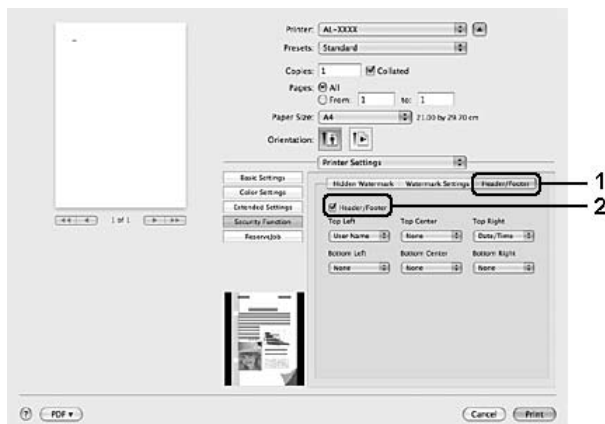 Printer: AL-XXXX
Presets: Standard
Copies: 1 Collated
Pages: All
From: 1 to: 1
Paper Size: A4 21.00 by 29.70 cm
Orientation:
Printer Settings
Basic Settings
Color Settings
Extended Settings
Security Function
ReserveJob
Hidden Watermark Watermark Settings Header/Footer 1
Header/Footer 2
Top Left Top Center Top Right
User Name None Date/Time
Bottom Left Bottom Center Bottom Right
None None None
1 of 1
? PDF Cancel Print